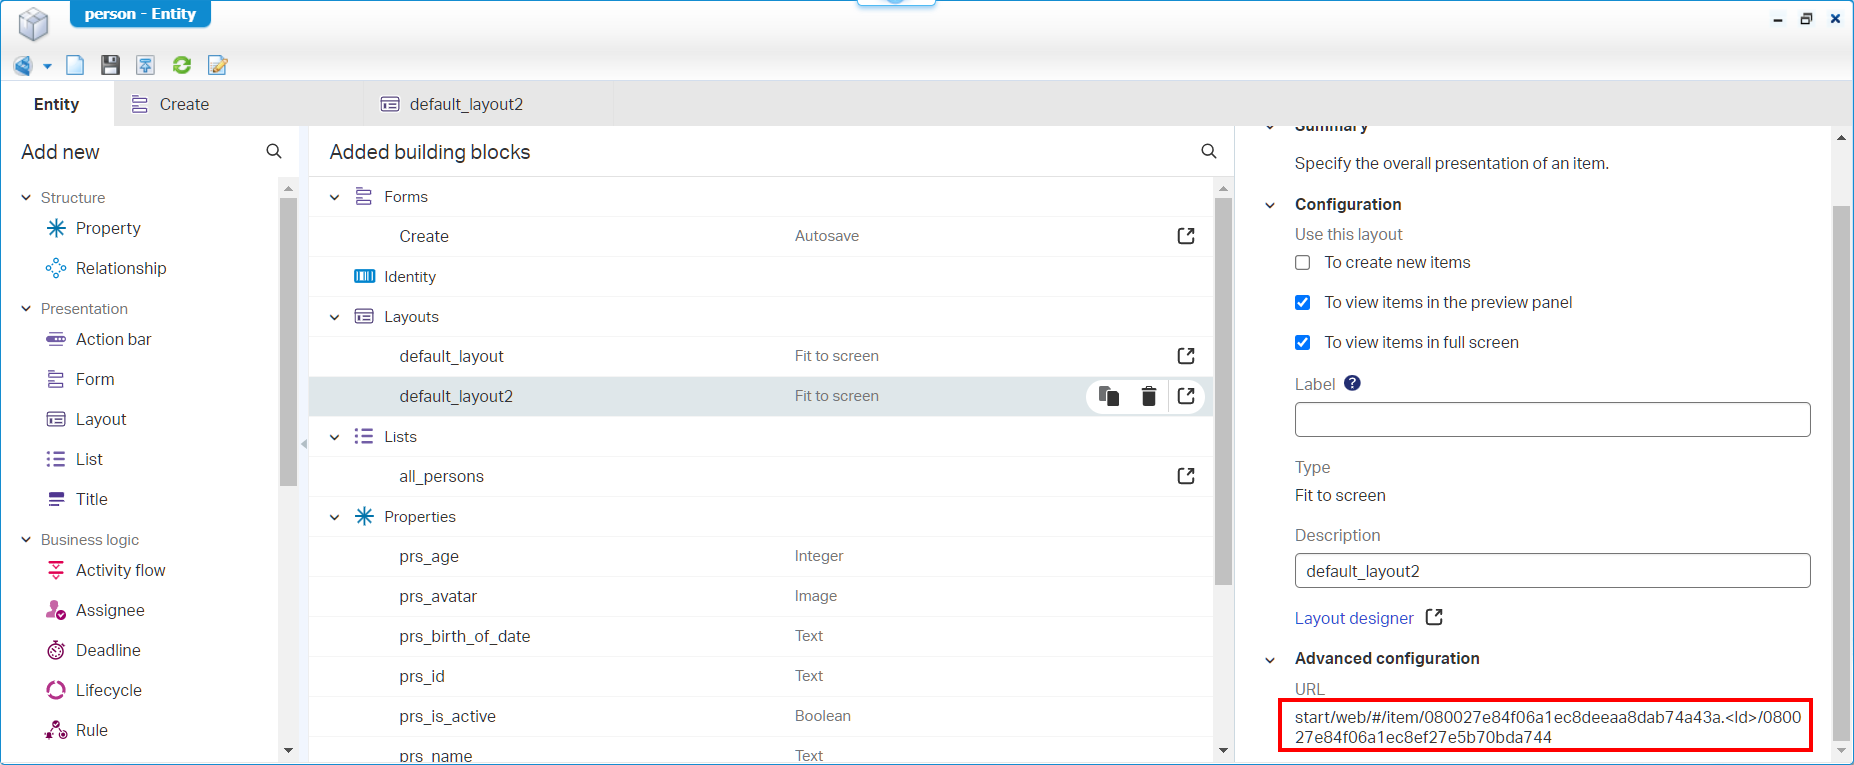 person - Entity
Entity
Create
default_layout2
Add new
Structure
Property
Relationship
Presentation
Action bar
Form
Layout
List
Title
Business logic
Activity flow
Assignee
Deadline
Lifecycle
Rule
Added building blocks
Forms
Create Autosave
Identity
Layouts
default_layout Fit to screen
default_layout2 Fit to screen
Lists
all_persons
Properties
prs_age Integer
prs_avatar Image
prs_birth_of_date Text
prs_id Text
prs_is_active Boolean
prs_name Text
Summary
Specify the overall presentation of an item.
Configuration
Use this layout
To create new items
To view items in the preview panel
To view items in full screen
Label ?
Type
Fit to screen
Description
default_layout2
Layout designer
Advanced configuration
URL
start/web/#/item/080027e84f06a1ec8deeaa8dab74a43a.<Id>/0800
27e84f06a1ec8ef27e5b70bda744